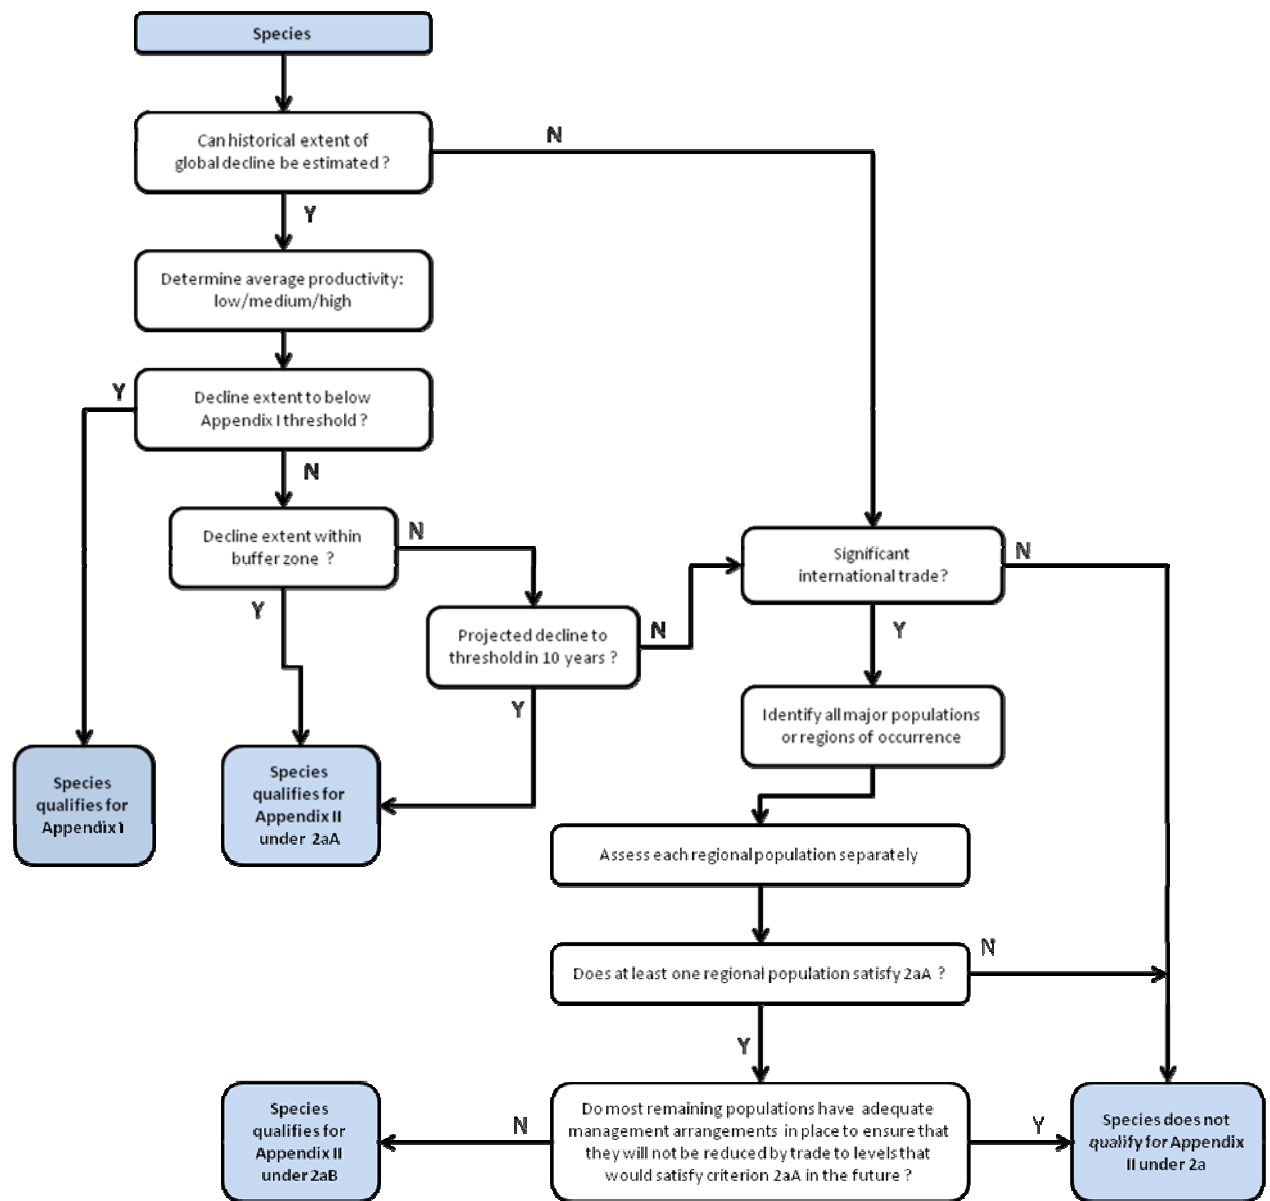 Species
Can historical extent of
global decline be estimated ?
N
Y
Determine average productivity:
low/medium/high
Y
Decline extent to below
Appendix I threshold ?
N
Decline extent within
buffer zone ?
N
Y
Significant
international trade?
N
Y
Projected decline to
threshold in 10 years ?
N
Y
Identify all major populations
or regions of occurrence
Species
qualifies for
Appendix I
Species
qualifies for
Appendix II
under 2aA
Assess each regional population separately
Does at least one regional population satisfy 2aA ?
N
Y
Species
qualifies for
Appendix II
under 2aB
N
Do most remaining populations have adequate
management arrangements in place to ensure that
they will not be reduced by trade to levels that
would satisfy criterion 2aA in the future ?
Y
Species does not
qualify for Appendix
II under 2a